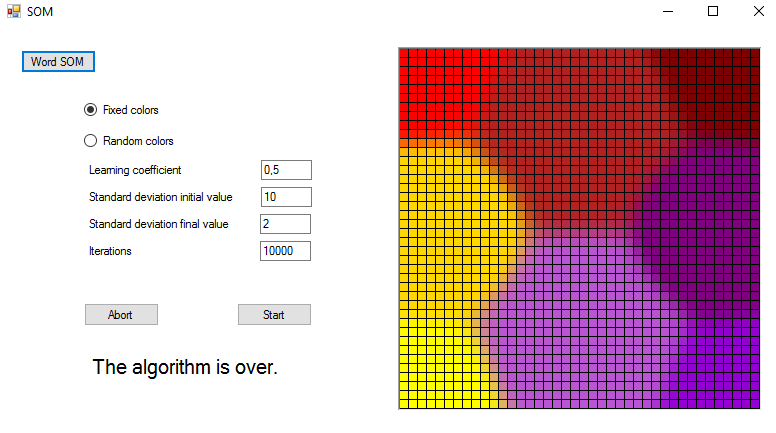 SOM
Word SOM
Fixed colors
Random colors
Learning coefficient 0,5
Standard deviation initial value 10
Standard deviation final value 2
Iterations 10000
Abort Start
The algorithm is over.